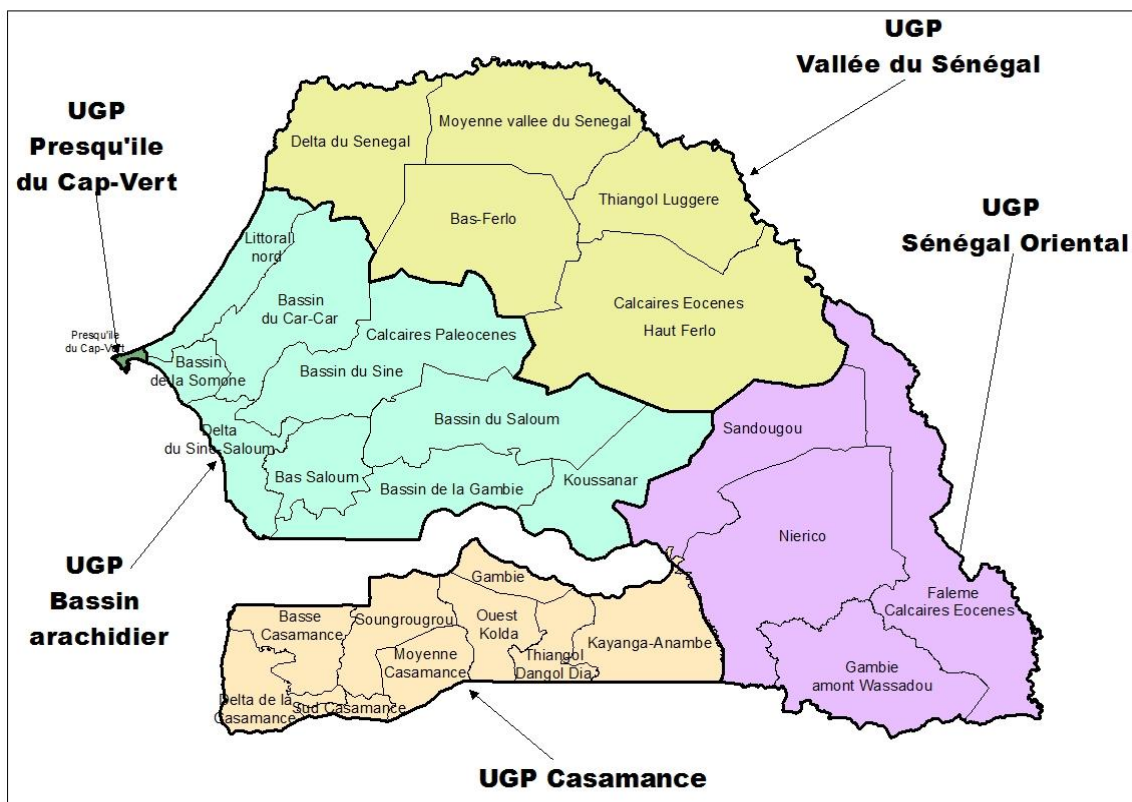 UGP
Vallée du Sénégal
UGP
Presqu'ile
du Cap-Vert
Moyenne vallee du Senegal
Delta du Senegal
Thiangol Luggere
Bas-Ferlo
UGP
Sénégal Oriental
Littoral
nord
Bassin
du Car-Car
Calcaires Eocenes
Haut Ferlo
Calcaires Paleocenes
Presqu'ile
du Cap-Vert
Bassin
de la Somone
Bassin du Sine
Bassin du Saloum
Sandougou
Delta
du Sine-Saloum
Bas Saloum
Bassin de la Gambie
Koussanar
Nierico
UGP
Bassin
arachidier
Gambie
Faleme
Calcaires Eocenes
Basse
Casamance
Soungrougrou
Ouest
Kolda
Kayanga-Anambe
Moyenne
Casamance
Thiangol
Dangol Dia
Gambie
amont Wassadou
Delta de la
Casamance
Sud Casamance
UGP Casamance